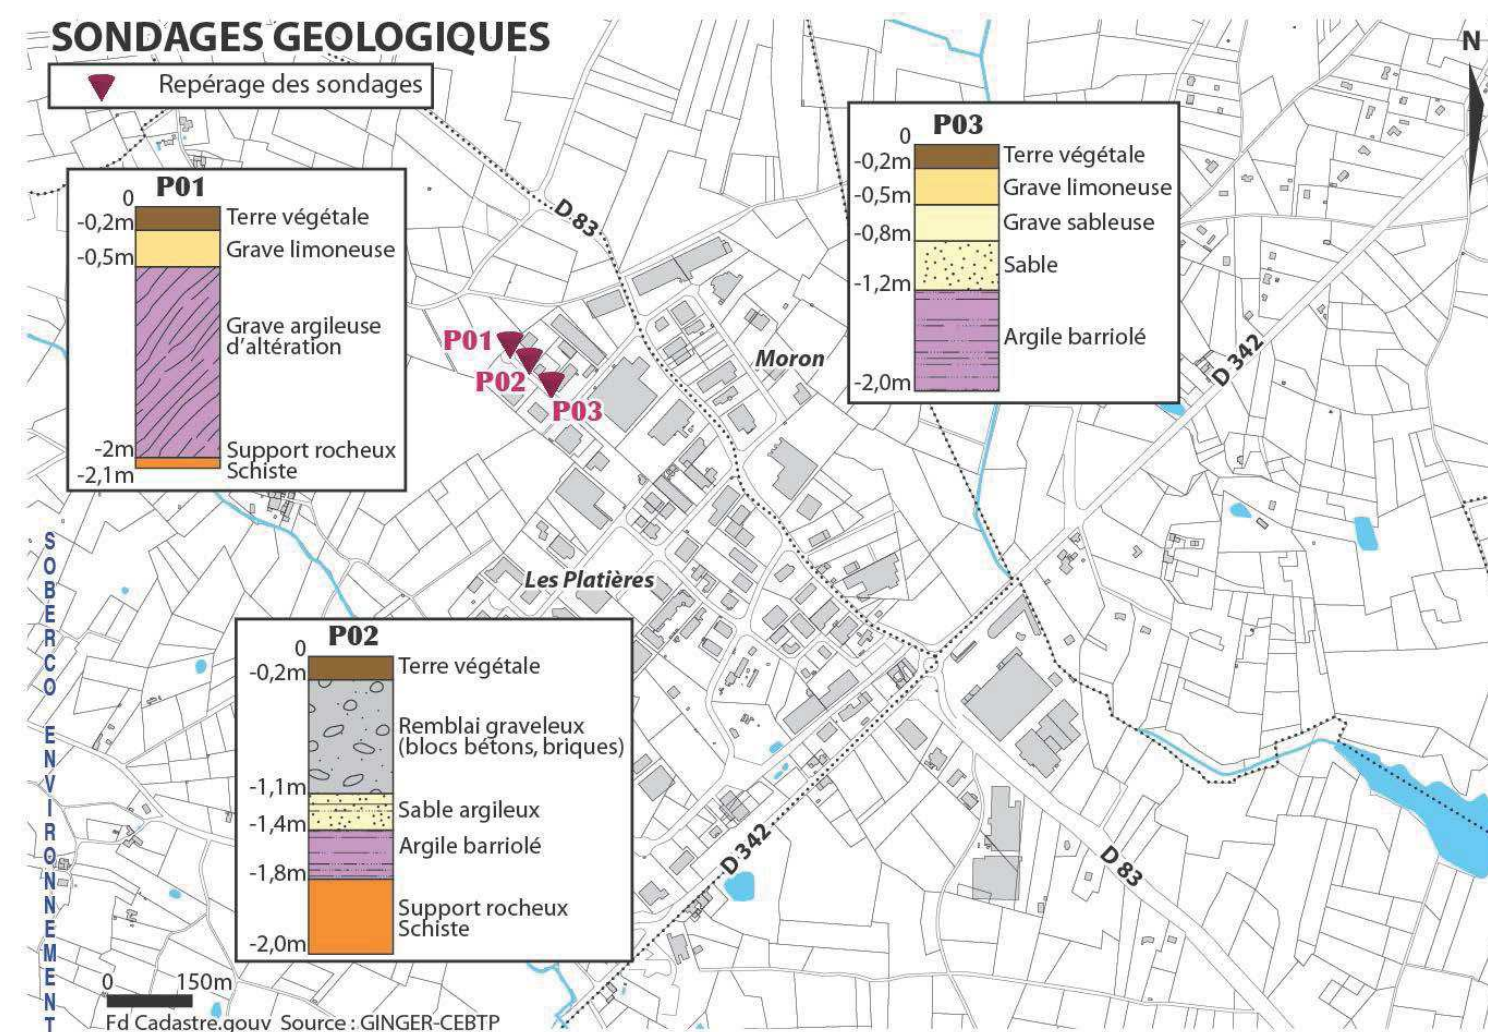 SONDAGES GEOLOGIQUES
Repérage des sondages
N
P01
0
-0,2m
Terre végétale
-0,5m
Grave limoneuse
Grave argileuse
d'altération
-2m
Support rocheux
-2,1m
Schiste
P03
0
-0,2m
Terre végétale
-0,5m
Grave limoneuse
Grave sableuse
-0,8m
Sable
-1,2m
Argile barriolé
-2,0m
D 83
P01
P02
P03
Moron
D 342
Les Platières
P02
0
-0,2m
Terre végétale
Remblai graveleux
(blocs bétons, briques)
-1,1m
Sable argileux
-1,4m
Argile barriolé
-1,8m
Support rocheux
Schiste
-2,0m
D 342
D 83
SOBERCO ENVIRONNEMENT
0 150m
Fd Cadastre.gouv Source : GINGER-CEBTP